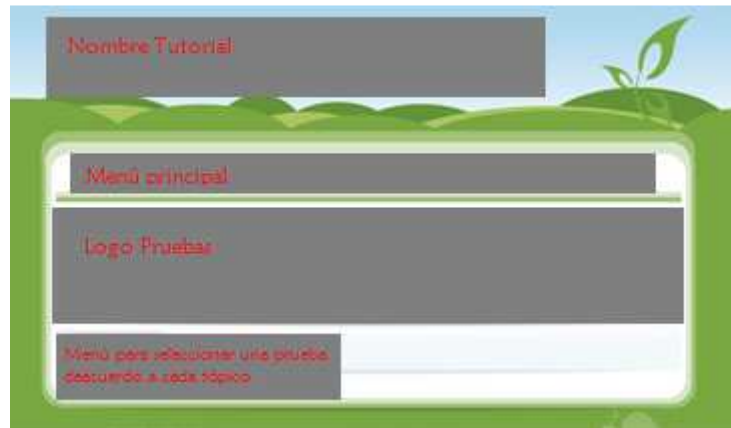 Nombre Tutorial
Menú principal
Logo Pruebas
Menú para seleccionar una prueba
deacuerdo a cada tópico